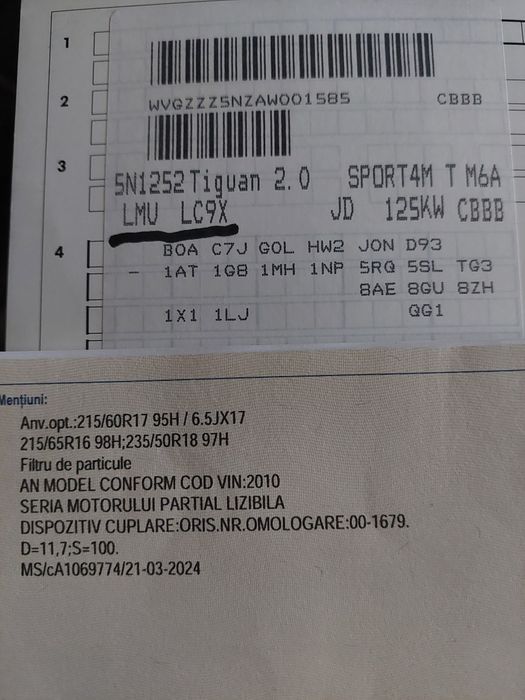 1
2
WVGZZZ5NZAW001585 CBBB
3
5N1252 Tiguan 2.0 SPORT4M T M6A
LMU LC9X JD 125KW CBBB
4
BOA C7J GOL HW2 JON D93
- 1AT 1G8 1MH 1NP 5RQ 5SL TG3
8AE 8GU 8ZH
1X1 1LJ QG1
Mențiuni:
Anv.opt.:215/60R17 95H / 6.5JX17
215/65R16 98H;235/50R18 97H
Filtru de particule
AN MODEL CONFORM COD VIN:2010
SERIA MOTORULUI PARTIAL LIZIBILA
DISPOZITIV CUPLARE:ORIS.NR.OMOLOGARE:00-1679.
D=11,7;S=100.
MS/cA1069774/21-03-2024